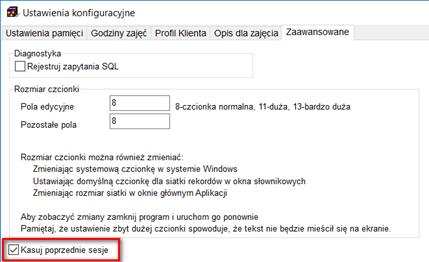 Ustawienia konfiguracyjne
Ustawienia pamięci Godziny zajęć Profil Klienta Opis dla zajęcia Zaawansowane
Diagnostyka
Rejestruj zapytania SQL
Rozmiar czcionki
Pola edycyjne 8 8-czcionka normalna, 11-duża, 13-bardzo duża
Pozostałe pola 8
Rozmiar czcionki można również zmieniać:
Zmieniając systemową czcionkę w systemie Windows
Ustawiając domyślną czcionkę dla siatki rekordów w okna słownikowych
Zmieniając rozmiar siatki w oknie głównym Aplikacji
Aby zobaczyć zmiany zamknij program i uruchom go ponownie
Pamiętaj, że ustawienie zbyt dużej czcionki spowoduje, że tekst nie będzie mieścił się na ekranie.
Kasuj poprzednie sesje